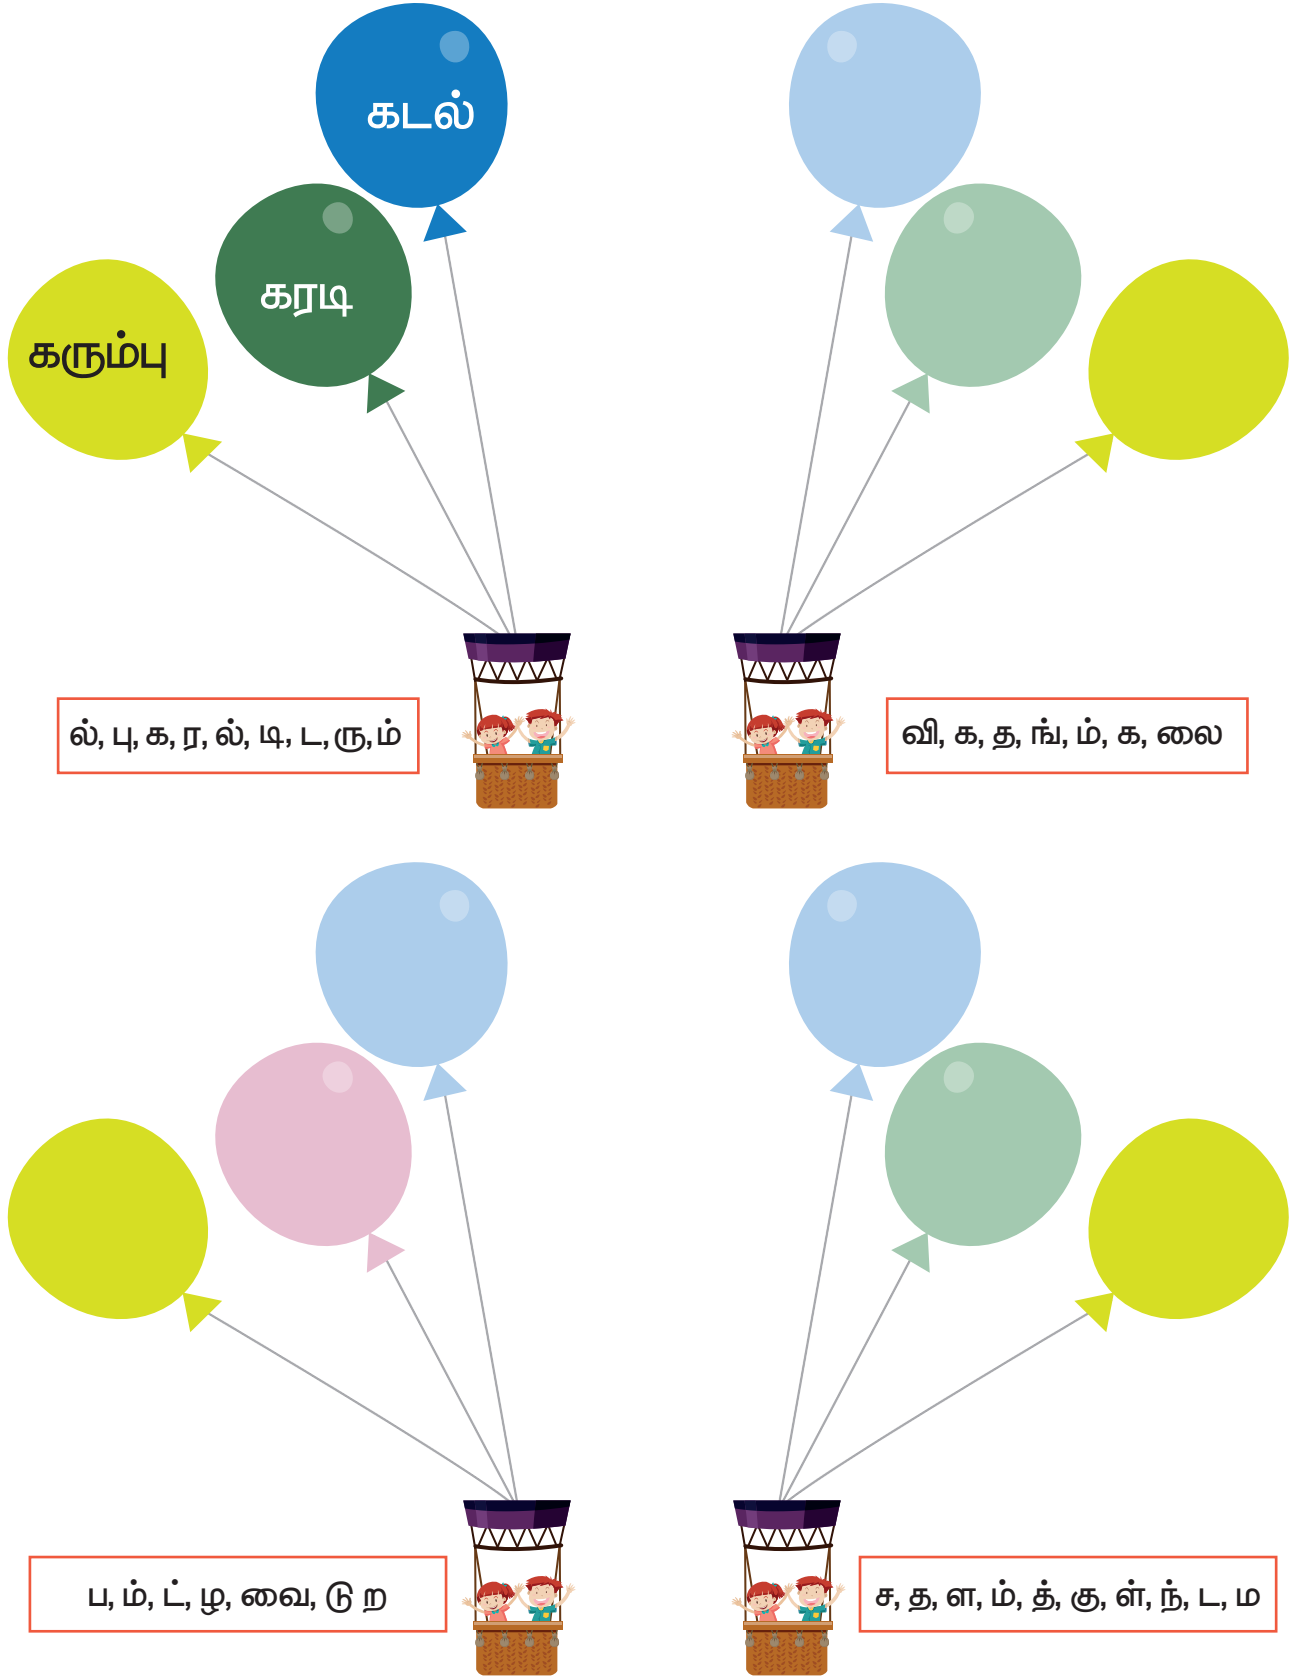 கடல்
கரடி
கரும்பு
ல், பு, க, ர, ல், டி, ட, ரு, ம்
வி, க, த, ங், ம், க, லை
ப, ம், ட், ழ, வை, டு ற
ச, த, ள, ம், த், கு, ள், ந், ட, ம